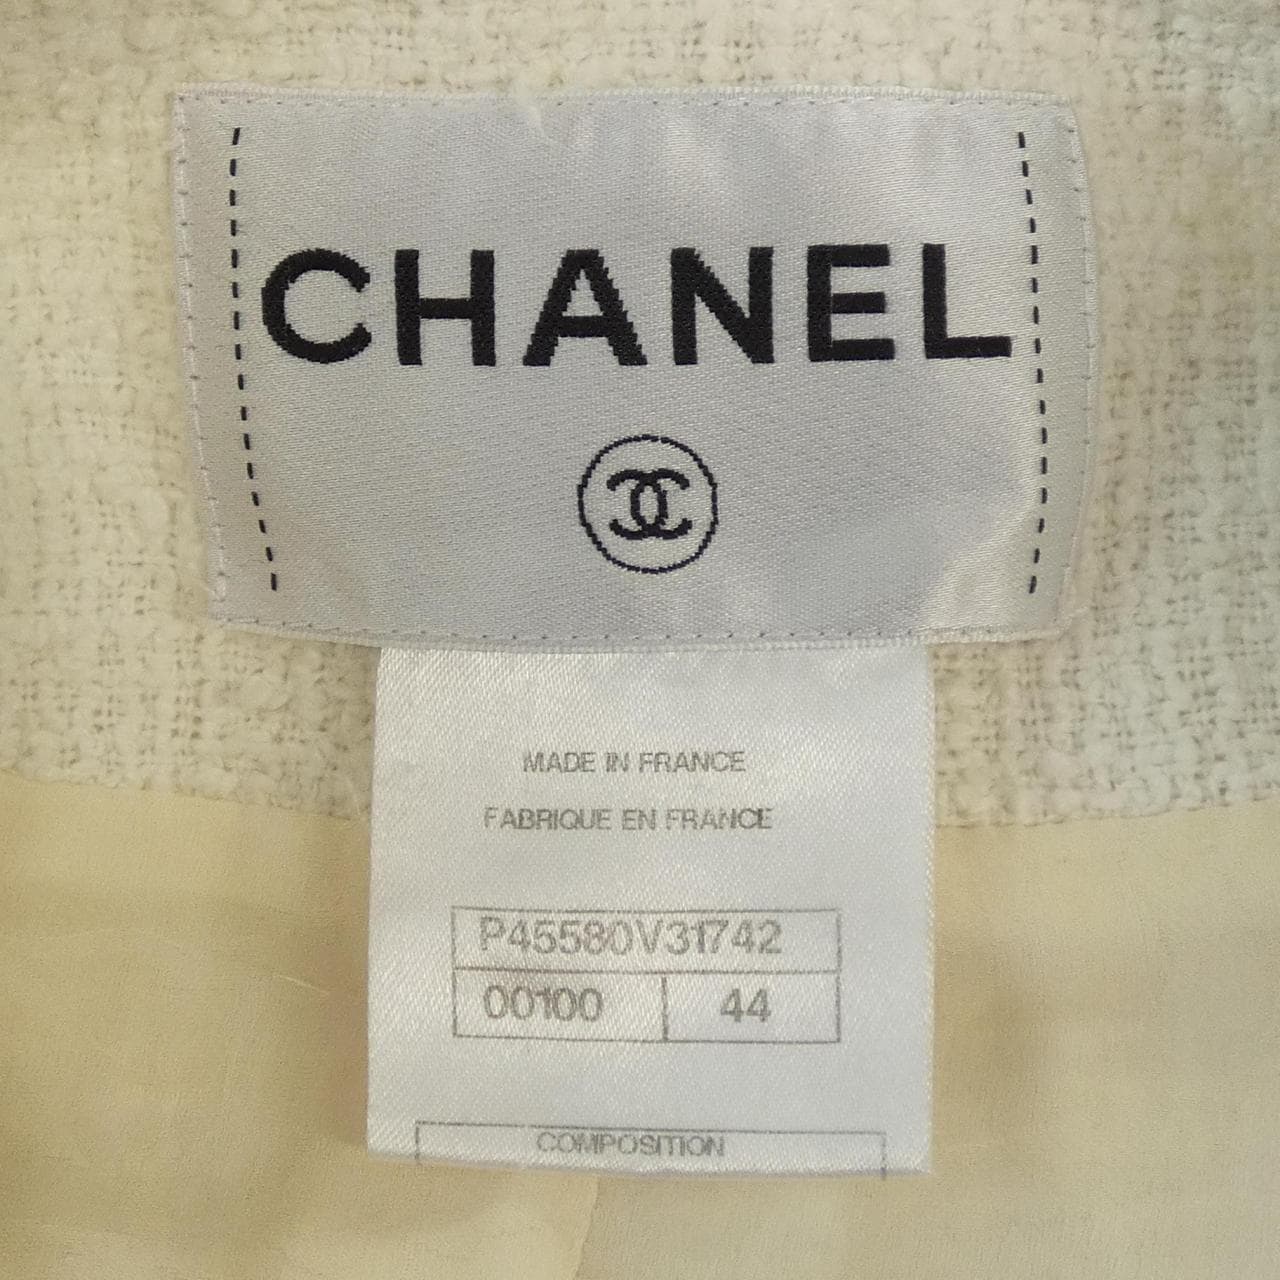 CHANEL
MADE IN FRANCE
FABRIQUE EN FRANCE
P45580V31742
00100 44
COMPOSITION